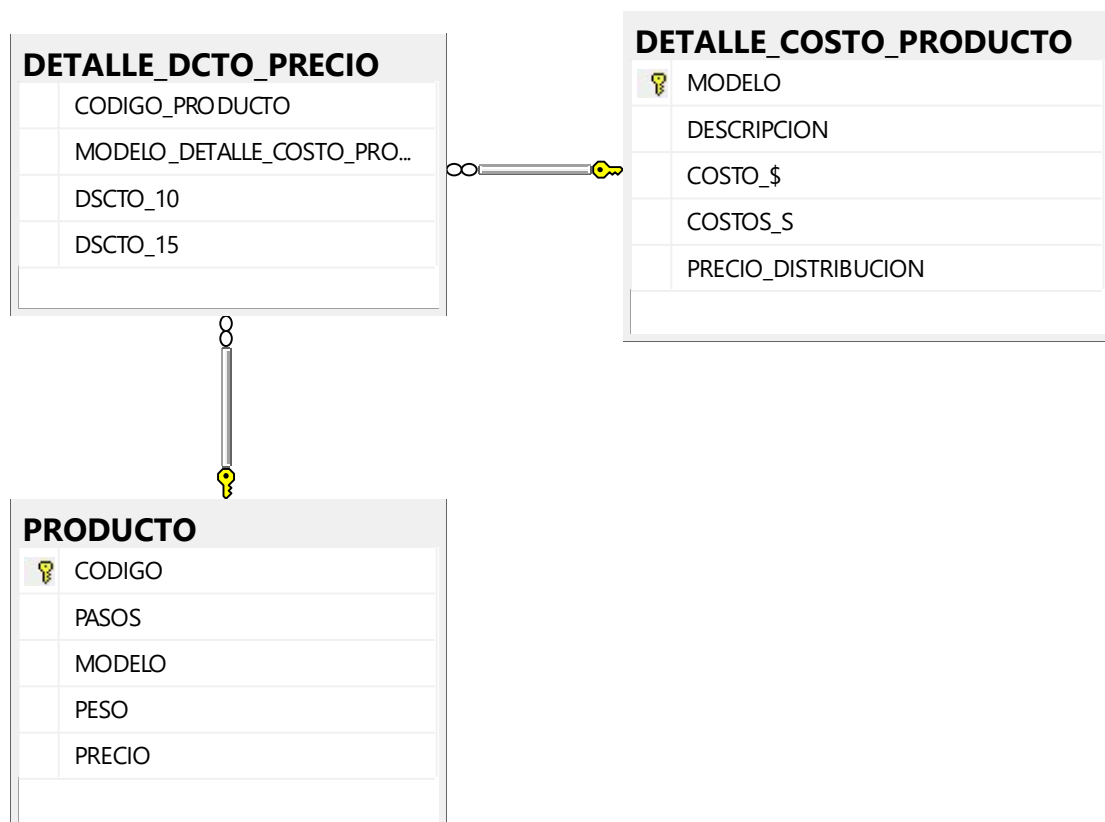 DETALLE_DCTO_PRECIO
CODIGO_PRODUCTO
MODELO_DETALLE_COSTO_PRO...
DSCTO_10
DSCTO_15
DETALLE_COSTO_PRODUCTO
MODELO
DESCRIPCION
COSTO_$
COSTOS_S
PRECIO_DISTRIBUCION
PRODUCTO
CODIGO
PASOS
MODELO
PESO
PRECIO